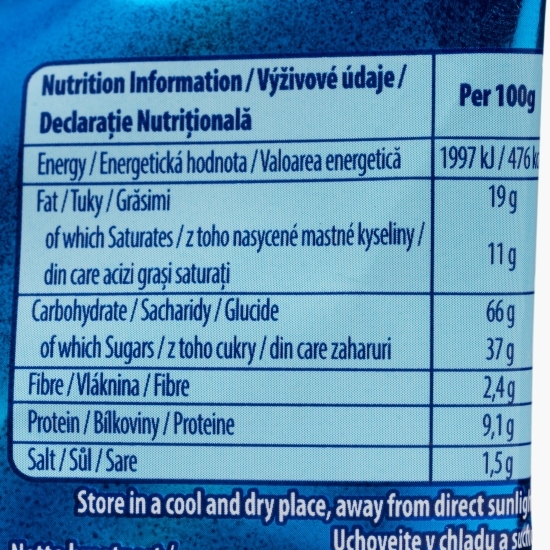 Nutrition Information / Výživové údaje /
Declarație Nutrițională
Per 100g
Energy / Energetická hodnota / Valoarea energetică 1997 kJ / 476
Fat / Tuky / Grăsimi 19 g
of which Saturates / z toho nasycené mastné kyseliny /
din care acizi grași saturați 11 g
Carbohydrate / Sacharidy / Glucide 66 g
of which Sugars / z toho cukry / din care zaharuri 37 g
Fibre / Vláknina / Fibre 2,4g
Protein / Bílkoviny / Proteine 9,1 g
Salt / Sůl / Sare 1,5 g
Store in a cool and dry place, away from direct
Uchovejte v chladu a